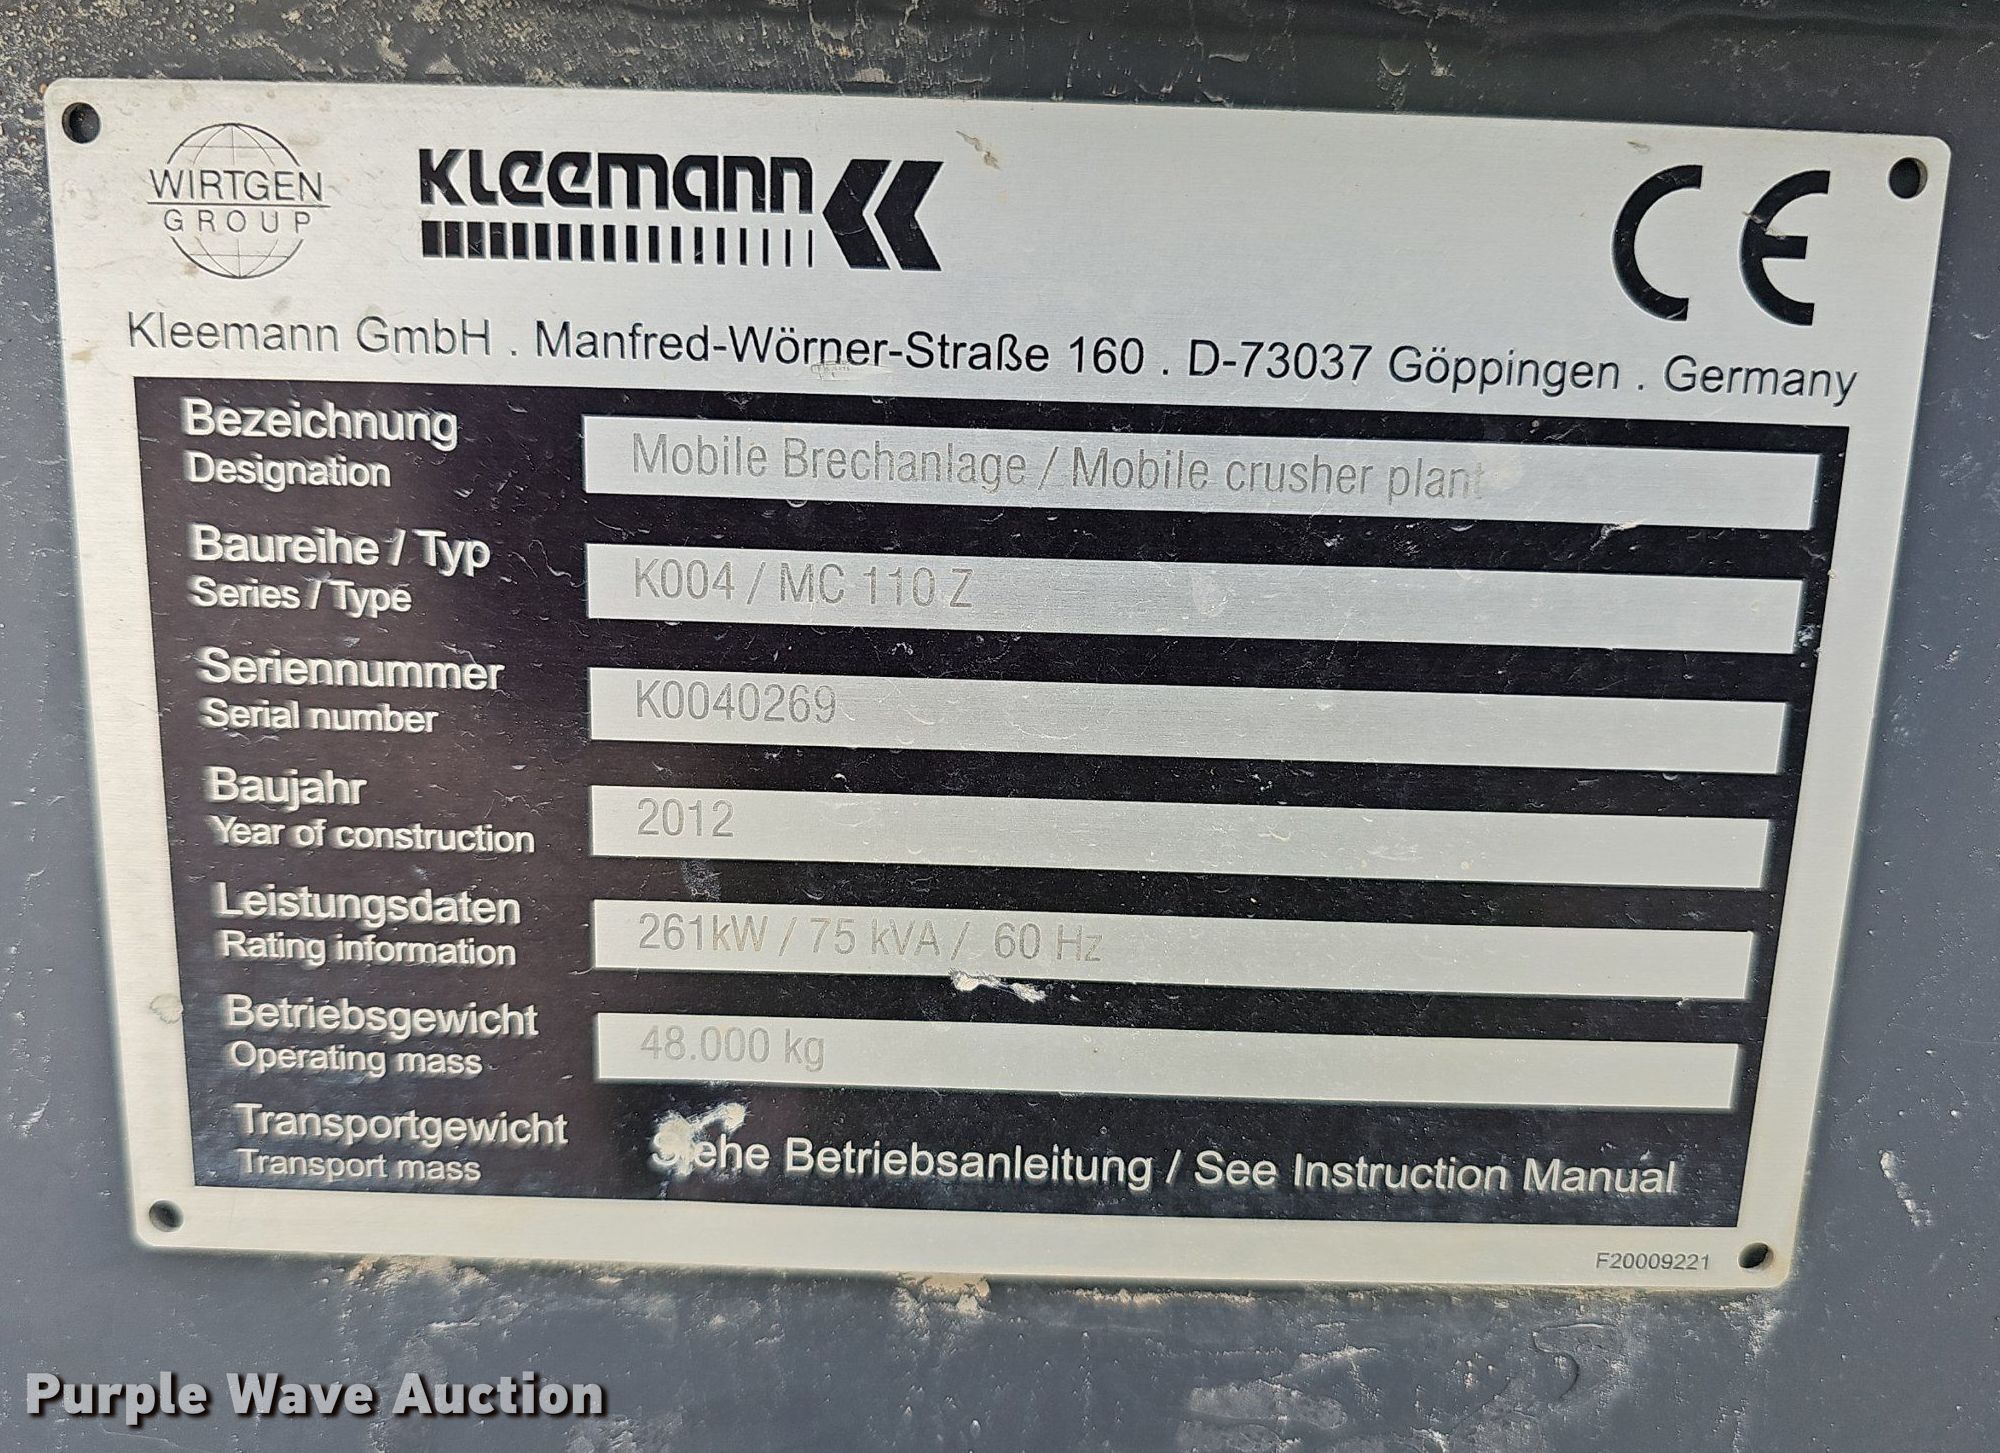 WIRTGEN
GROUP
KLEEMANN
CE
Kleemann GmbH . Manfred-Wörner-Straße 160 . D-73037 Göppingen . Germany
Bezeichnung
Designation
Mobile Brechanlage / Mobile crusher plant
Baureihe / Typ
Series / Type
K004 / MC 110 Z
Seriennummer
Serial number
K0040269
Baujahr
Year of construction
2012
Leistungsdaten
Rating information
261kW / 75 kVA / 60 Hz
Betriebsgewicht
Operating mass
48.000 kg
Transportgewicht
Transport mass
Siehe Betriebsanleitung / See Instruction Manual
F20009221
Purple Wave Auction